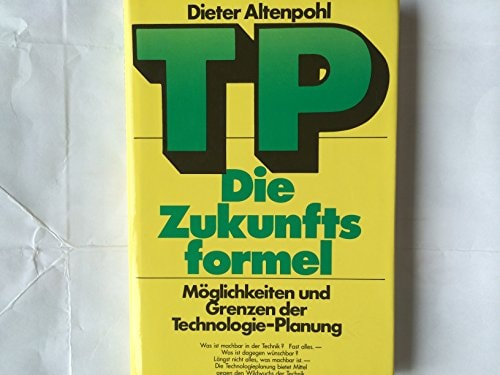 Dieter Altenpohl
TP
Die
Zukunfts
formel
Möglichkeiten und
Grenzen der
Technologie-Planung
Was ist machbar in der Technik? Fast alles. —
Was ist dagegen wünschbar?
Längst nicht alles, was machbar ist. —
Die Technologieplanung bietet Mittel
gegen den Wildwuchs der Technik